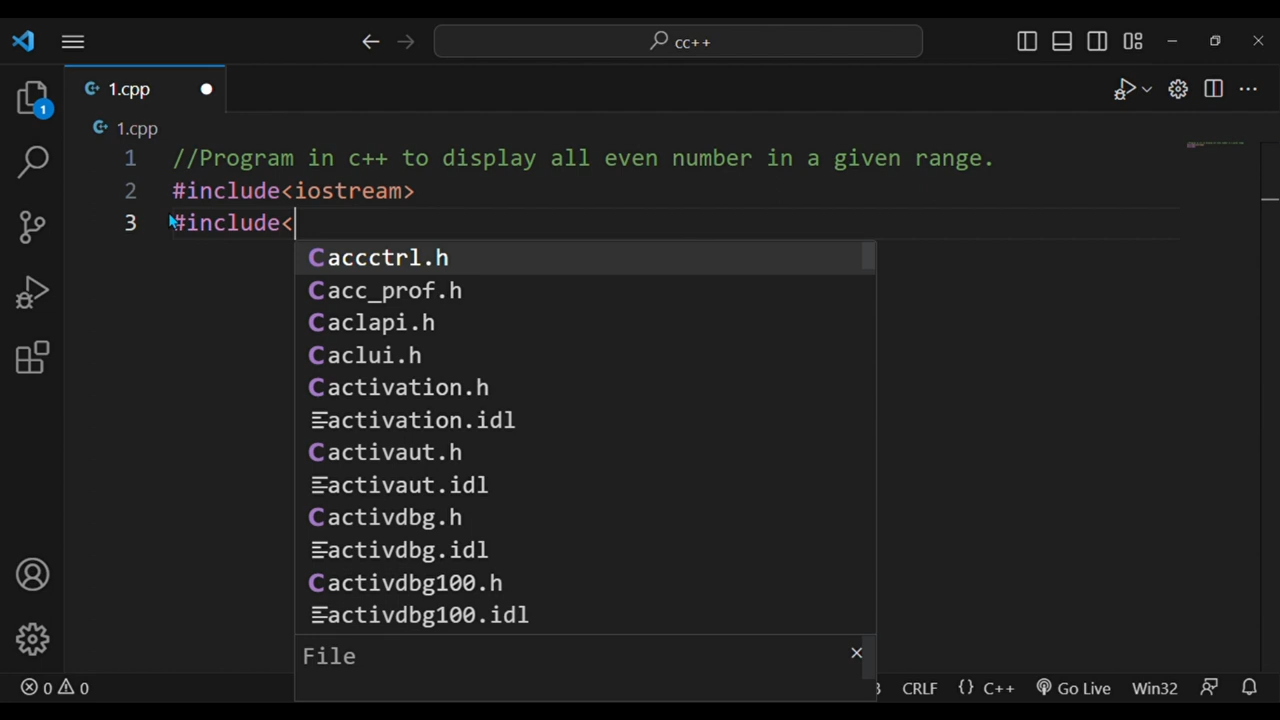 cc++
1.cpp
1.cpp
1 //Program in c++ to display all even number in a given range.
2 #include<iostream>
3 #include<
accctrl.h
acc_prof.h
aclapi.h
aclui.h
activation.h
activation.idl
activaut.h
activaut.idl
activdbg.h
activdbg.idl
activdbg100.h
activdbg100.idl
File
1
0 0
CRLF {} C++ Go Live Win32